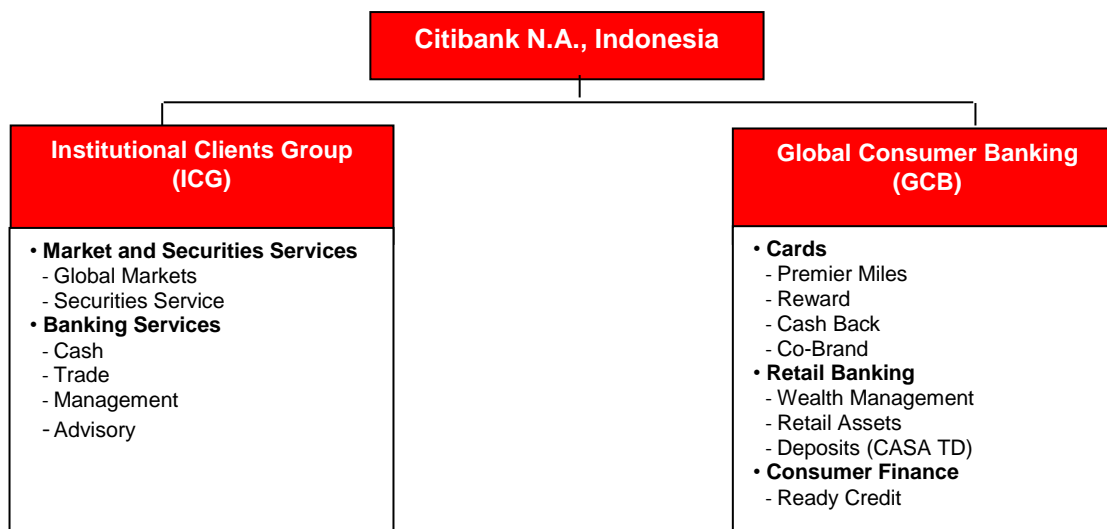 Citibank N.A., Indonesia
Institutional Clients Group
(ICG)
• Market and Securities Services
- Global Markets
- Securities Service
• Banking Services
- Cash
- Trade
- Management
- Advisory
Global Consumer Banking
(GCB)
• Cards
- Premier Miles
- Reward
- Cash Back
- Co-Brand
• Retail Banking
- Wealth Management
- Retail Assets
- Deposits (CASA TD)
• Consumer Finance
- Ready Credit